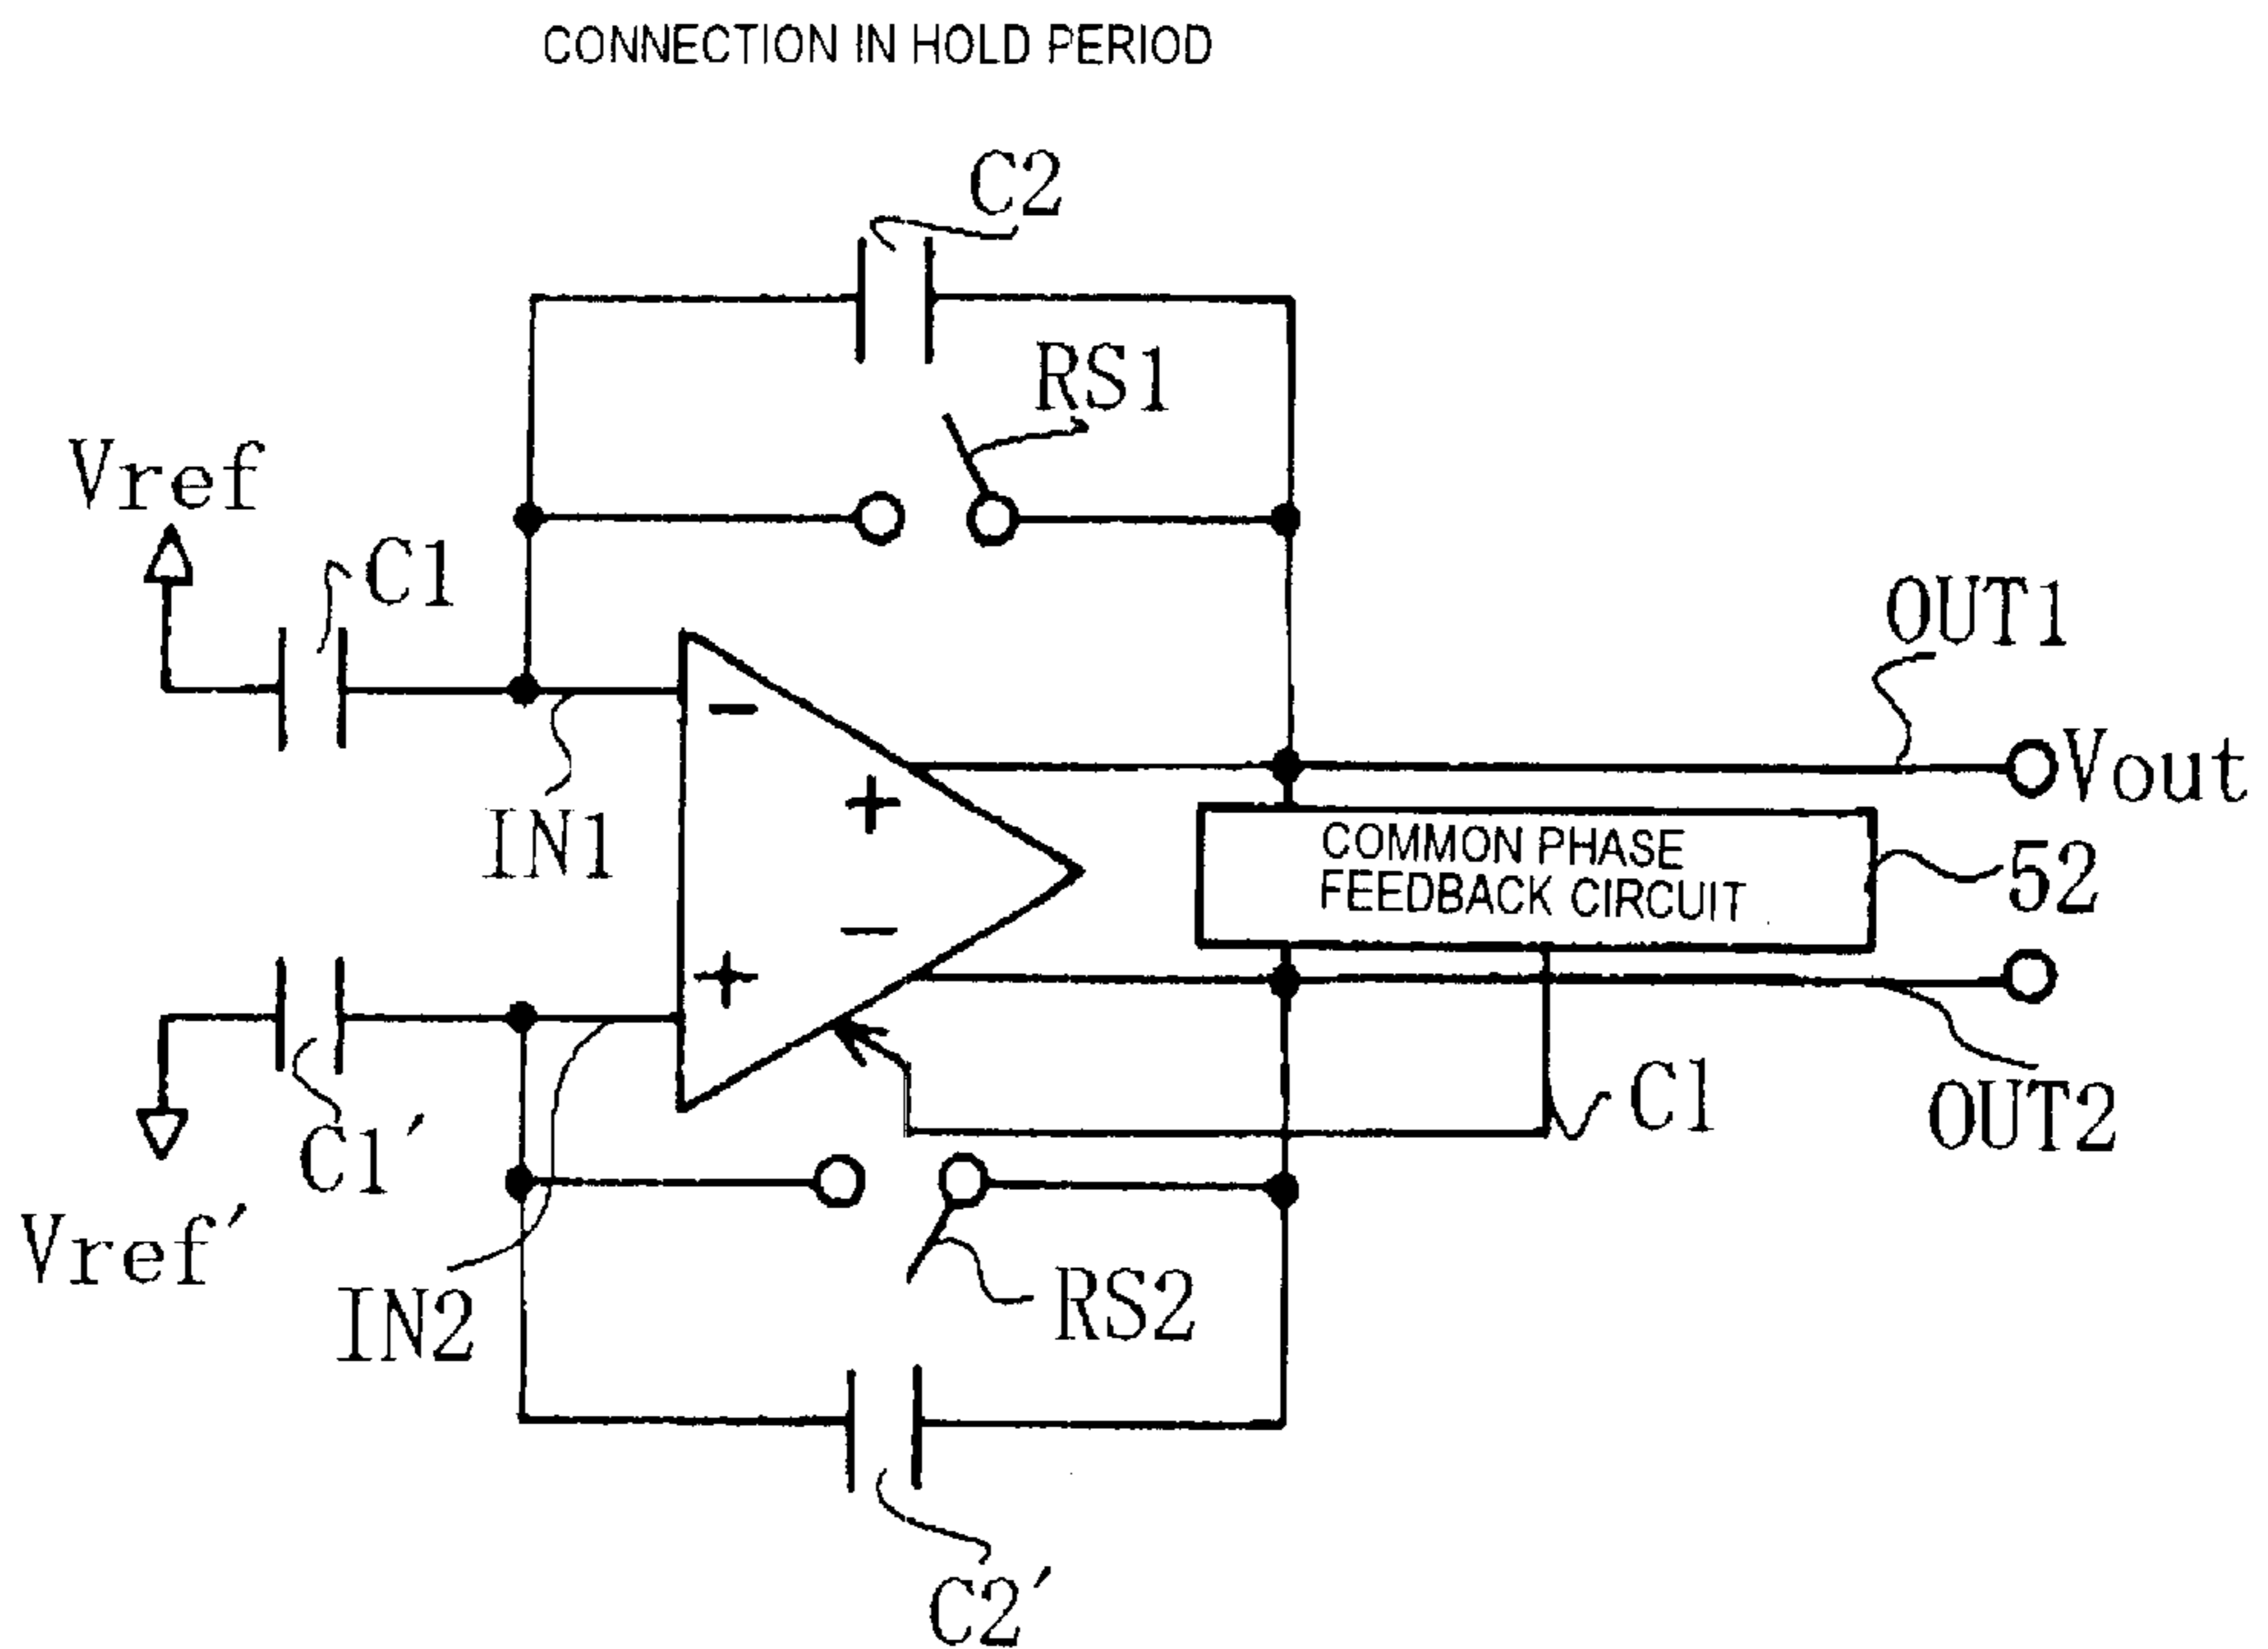 CONNECTION IN HOLD PERIOD
C2
RS1
Vref
C1
OUT1
-
+
Vout
IN1
COMMON PHASE
FEEDBACK CIRCUIT
52
-
+
C1
OUT2
C1'
Vref'
IN2
RS2
C2'